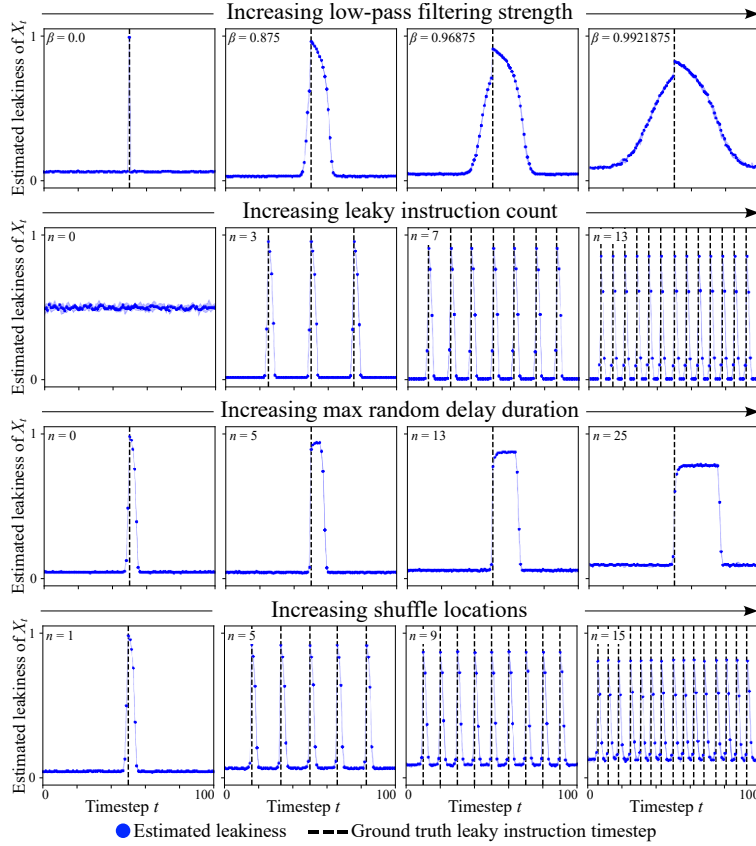 Increasing low-pass filtering strength
Estimated leakiness of Xt
1
0
β = 0.0
β = 0.875
β = 0.96875
β = 0.9921875
Increasing leaky instruction count
Estimated leakiness of Xt
1
0
n = 0
n = 3
n = 7
n = 13
Increasing max random delay duration
Estimated leakiness of Xt
1
0
n = 0
n = 5
n = 13
n = 25
Increasing shuffle locations
Estimated leakiness of Xt
1
0
n = 1
n = 5
n = 9
n = 15
0 100 0 100 0 100 0 100
Timestep t Timestep t Timestep t Timestep t
Estimated leakiness Ground truth leaky instruction timestep